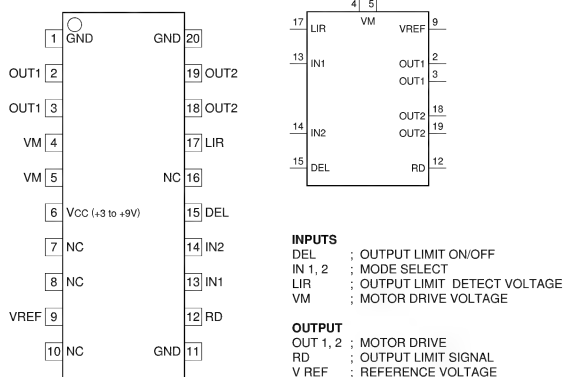 1 GND GND 20
OUT1 2 19 OUT2
OUT1 3 18 OUT2
VM 4 17 LIR
VM 5 NC 16
6 VCC (+3 to +9V) 15 DEL
7 NC 14 IN2
8 NC 13 IN1
VREF 9 12 RD
10 NC GND 11
4 5
17 LIR VM VREF 9
13 IN1 OUT1 2
OUT1 3
OUT2 18
14 IN2 OUT2 19
15 DEL RD 12
INPUTS
DEL ; OUTPUT LIMIT ON/OFF
IN 1, 2 ; MODE SELECT
LIR ; OUTPUT LIMIT DETECT VOLTAGE
VM ; MOTOR DRIVE VOLTAGE
OUTPUT
OUT 1, 2 ; MOTOR DRIVE
RD ; OUTPUT LIMIT SIGNAL
V REF ; REFERENCE VOLTAGE